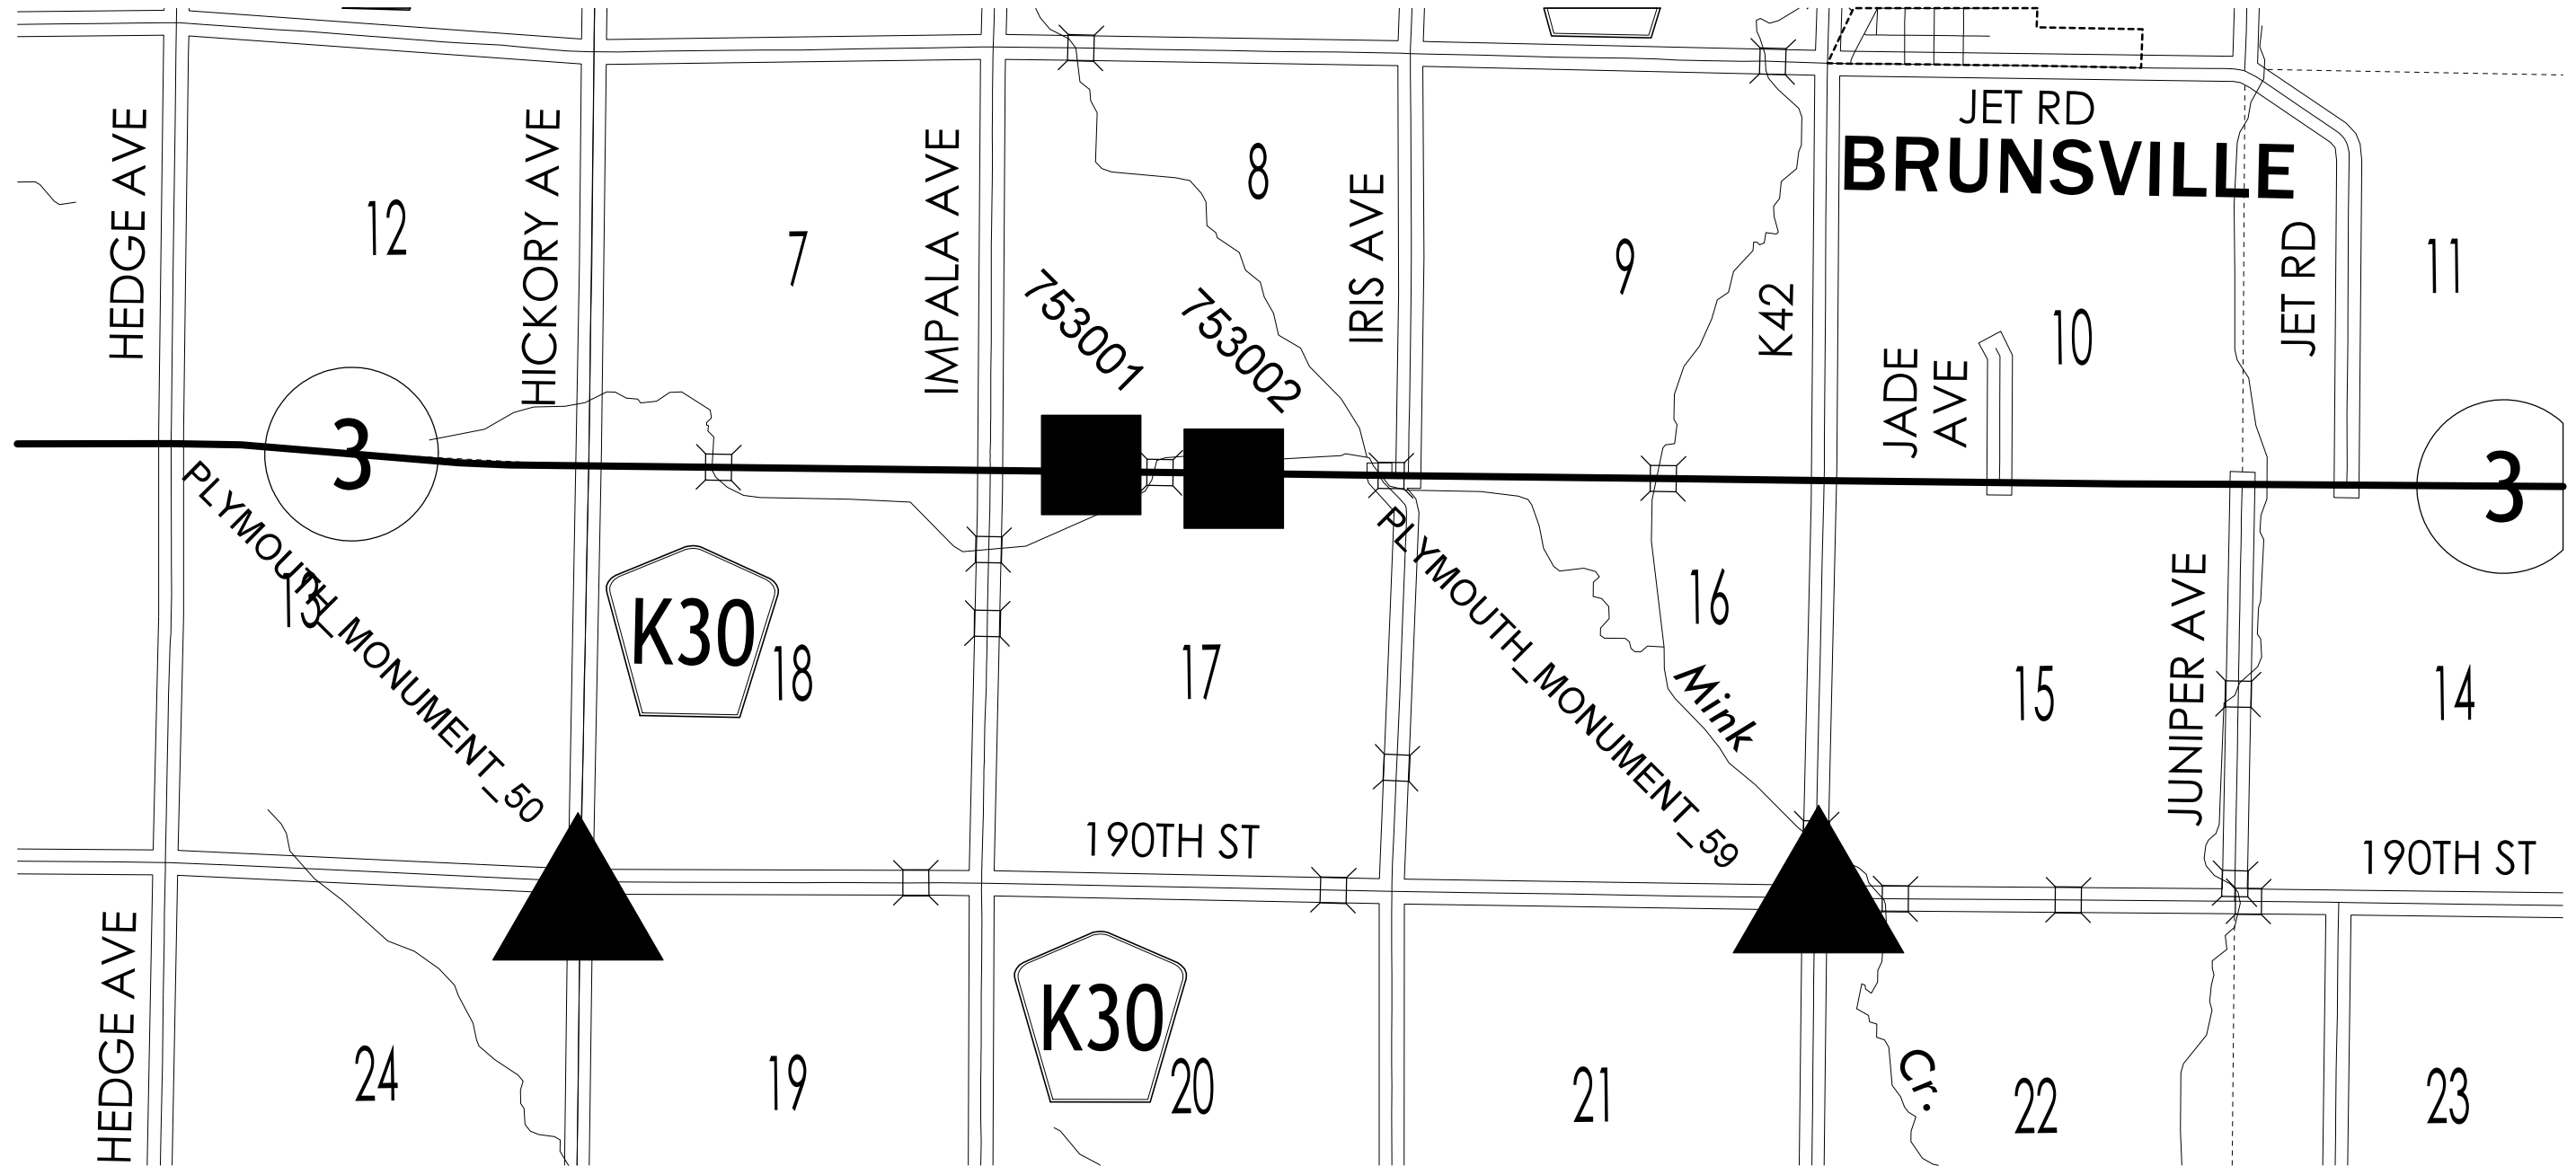 JET RD
BRUNSVILLE
HEDGE AVE
HICKORY AVE
IMPALA AVE
IRIS AVE
K42
JADE
AVE
JET RD
12
7
8
9
10
11
753001
753002
3
3
PLYMOUTH_MONUMENT_50
PLYMOUTH_MONUMENT_59
13
K30
18
17
16
Mink
15
JUNIPER AVE
14
190TH ST
190TH ST
HEDGE AVE
K30
24
19
20
21
Cr.
22
23